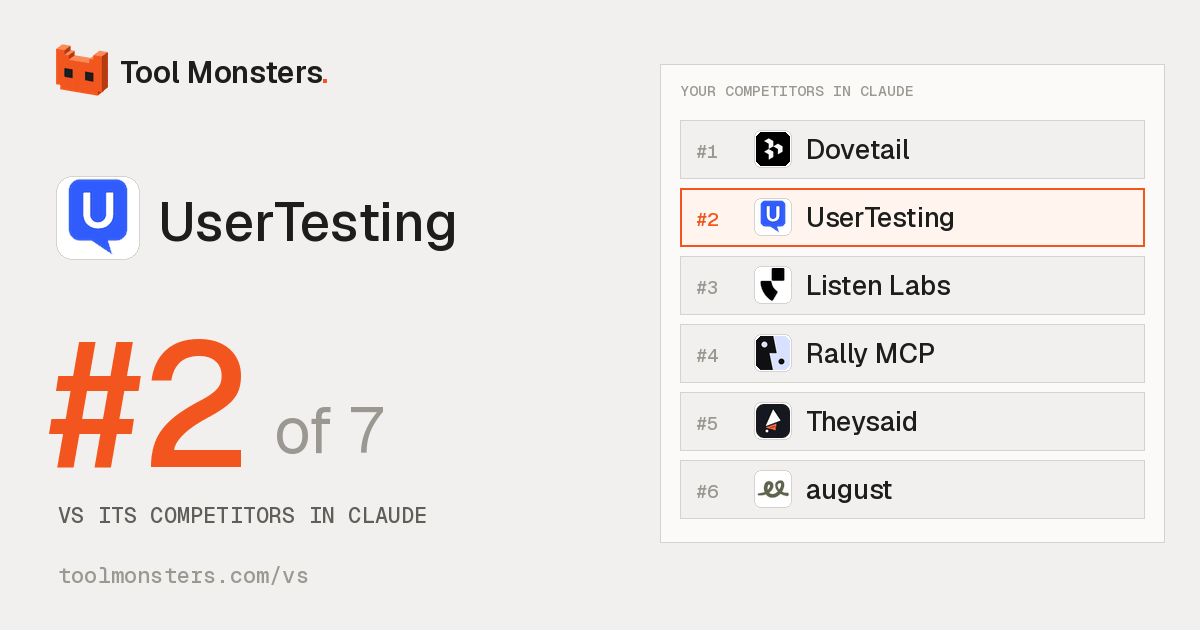 Tool Monsters.
UserTesting
#2 of 7
VS ITS COMPETITORS IN CLAUDE
toolmonsters.com/vs
YOUR COMPETITORS IN CLAUDE
#1 Dovetail
#2 UserTesting
#3 Listen Labs
#4 Rally MCP
#5 Theysaid
#6 august